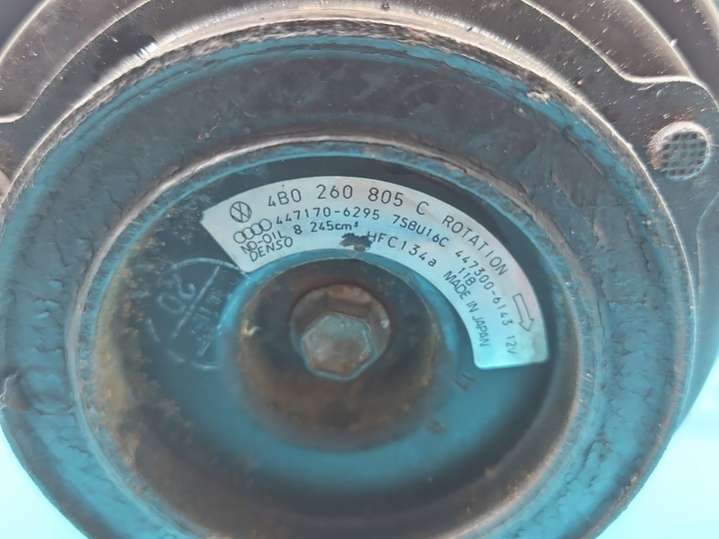 4B0 260 805 C ROTATION
447170-6295 7SBU16C 447300-6143 12V
ND-OIL 8 245cm³ HFC134a 11B
DENSO MADE IN JAPAN